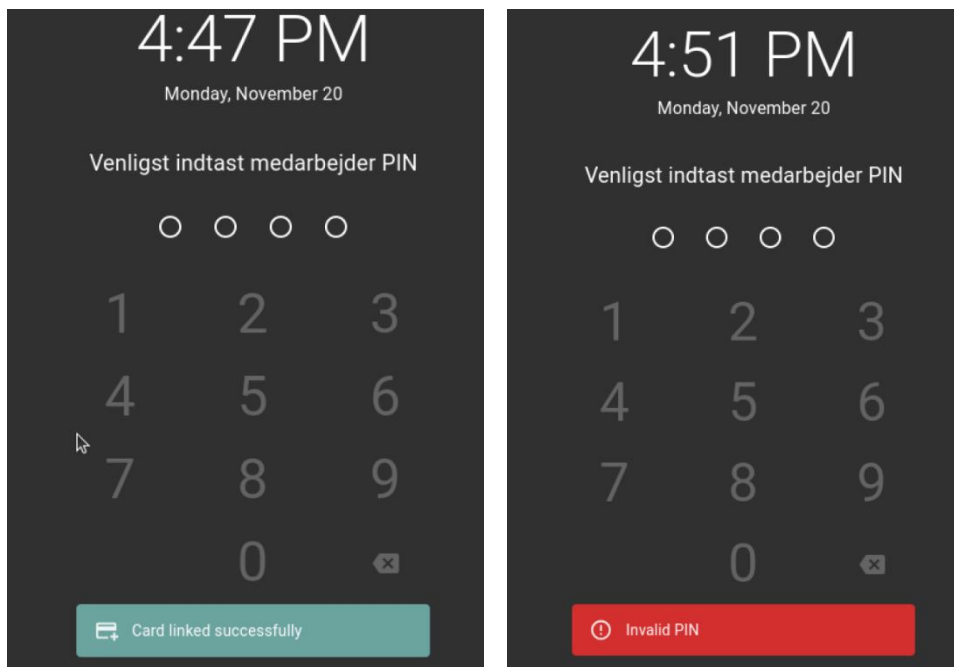 4:47 PM
Monday, November 20
Venligst indtast medarbejder PIN
1 2 3
4 5 6
7 8 9
0
Card linked successfully
4:51 PM
Monday, November 20
Venligst indtast medarbejder PIN
1 2 3
4 5 6
7 8 9
0
Invalid PIN